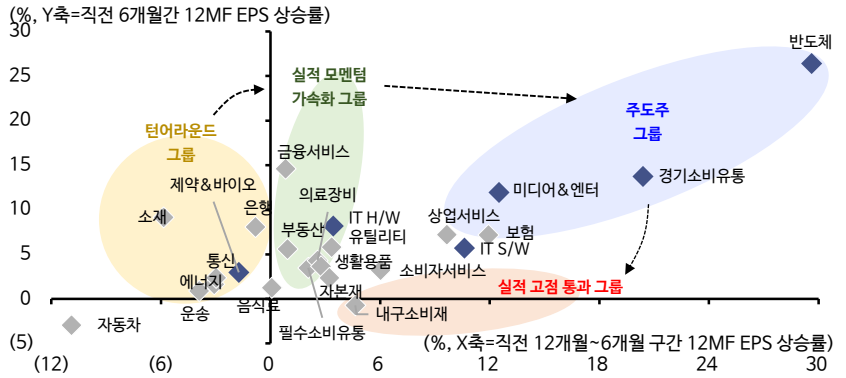 (%, Y축=직전 6개월간 12MF EPS 상승률)
30
25
20
15
10
5
0
(5)
(12)
(6)
0
6
12
18
24
30
(%, X축=직전 12개월~6개월 구간 12MF EPS 상승률)
턴어라운드
그룹
실적 모멘텀
가속화 그룹
주도주
그룹
실적 고점 통과 그룹
반도체
경기소비유통
미디어&엔터
금융서비스
제약&바이오
의료장비
소재
은행
IT H/W
유틸리티
부동산
상업서비스
보험
IT S/W
통신
생활용품
소비자서비스
에너지
운송
음식료
자본재
필수소비유통
내구소비재
자동차